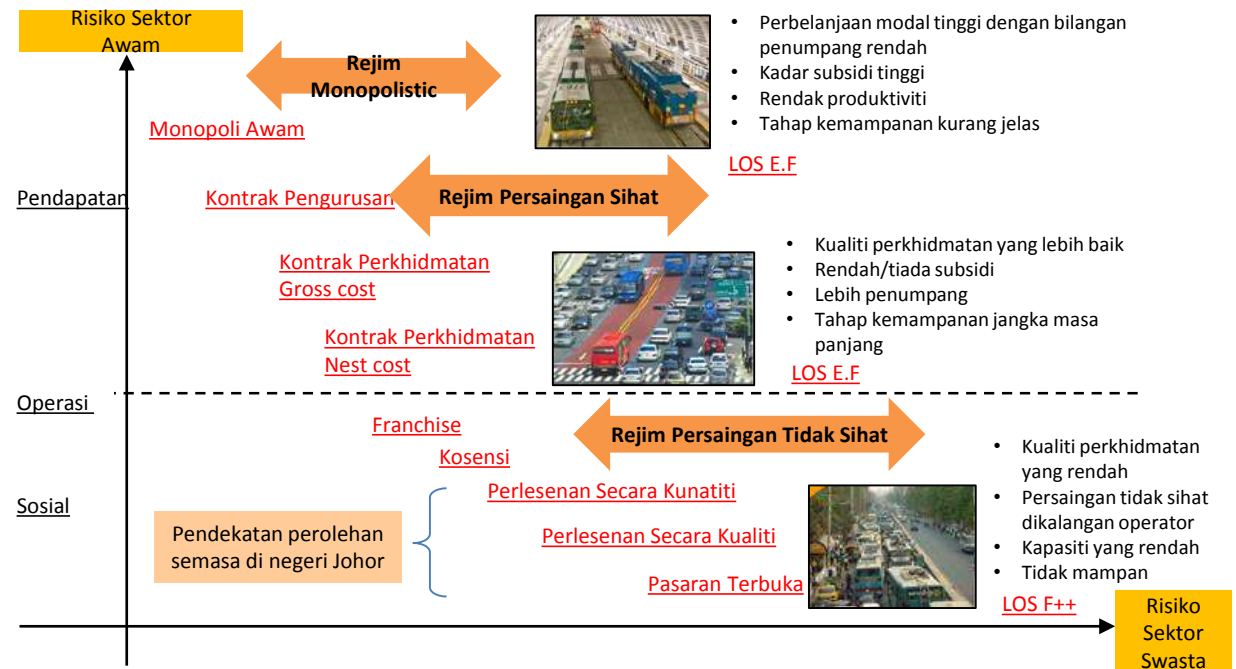 Risiko Sektor
Awam
Rejim
Monopolistic
• Perbelanjaan modal tinggi dengan bilangan
penumpang rendah
• Kadar subsidi tinggi
• Rendak produktiviti
• Tahap kemampanan kurang jelas
Monopoli Awam
LOS E.F
Pendapatan
Kontrak Pengurusan
Rejim Persaingan Sihat
Kontrak Perkhidmatan
Gross cost
• Kualiti perkhidmatan yang lebih baik
• Rendah/tiada subsidi
• Lebih penumpang
• Tahap kemampanan jangka masa
panjang
Kontrak Perkhidmatan
Nest cost
LOS E.F
Operasi
Franchise
Rejim Persaingan Tidak Sihat
Kosensi
• Kualiti perkhidmatan
yang rendah
• Persaingan tidak sihat
dikalangan operator
• Kapasiti yang rendah
• Tidak mampan
Sosial
Perlesenan Secara Kunatiti
Pendekatan perolehan
semasa di negeri Johor
Perlesenan Secara Kualiti
Pasaran Terbuka
LOS F++
Risiko
Sektor
Swasta